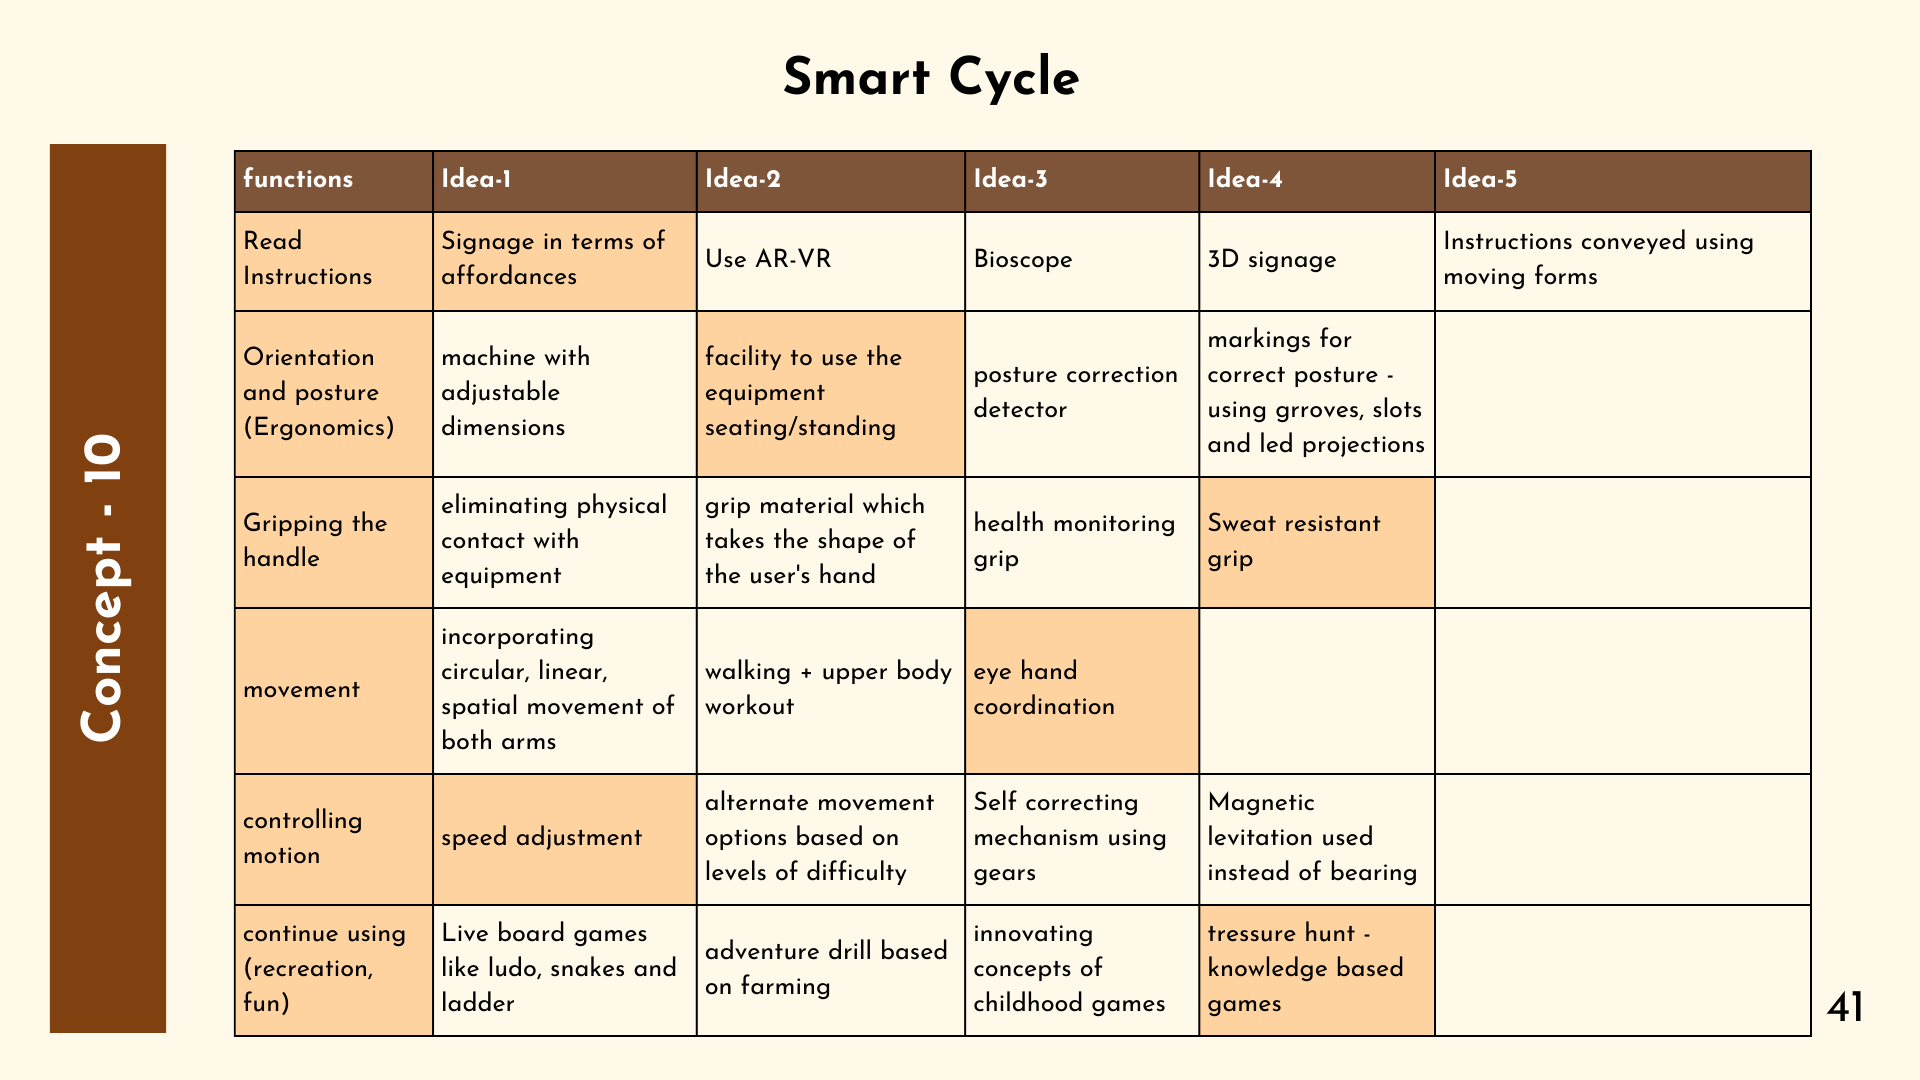 Smart Cycle
Concept - 10
functions
Idea-1
Idea-2
Idea-3
Idea-4
Idea-5
Read
Instructions
Signage in terms of
affordances
Use AR-VR
Bioscope
3D signage
Instructions conveyed using
moving forms
Orientation
and posture
(Ergonomics)
machine with
adjustable
dimensions
facility to use the
equipment
seating/standing
posture correction
detector
markings for
correct posture -
using grroves, slots
and led projections
Gripping the
handle
eliminating physical
contact with
equipment
grip material which
takes the shape of
the user's hand
health monitoring
grip
Sweat resistant
grip
movement
incorporating
circular, linear,
spatial movement of
both arms
walking + upper body
workout
eye hand
coordination
controlling
motion
speed adjustment
alternate movement
options based on
levels of difficulty
Self correcting
mechanism using
gears
Magnetic
levitation used
instead of bearing
continue using
(recreation,
fun)
Live board games
like ludo, snakes and
ladder
adventure drill based
on farming
innovating
concepts of
childhood games
tressure hunt -
knowledge based
games
41